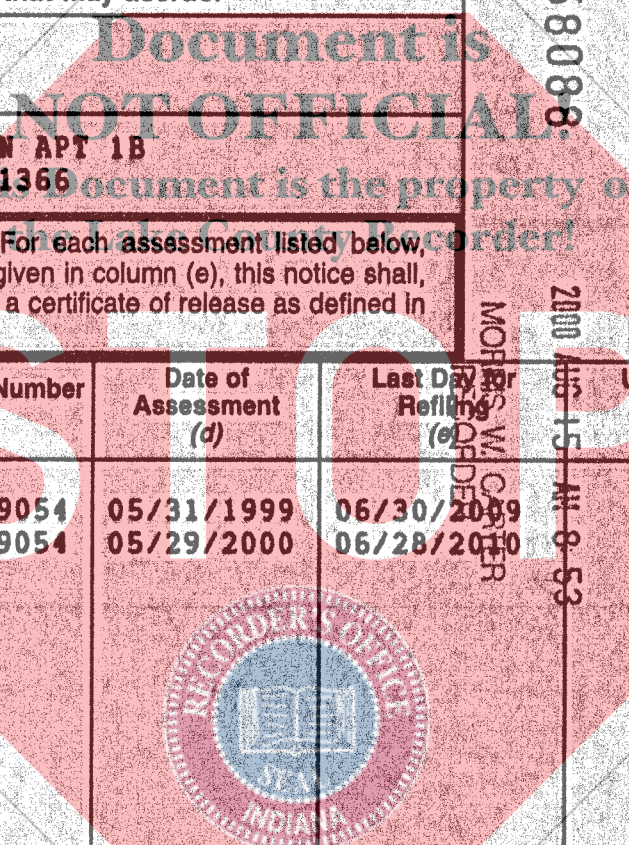 Document is
NOT OFFICIAL!
N APT 1B
1366
Document is the property o
the Lake County Recorder!
For each assessment listed below,
given in column (e), this notice shall,
a certificate of release as defined in
STOP
Number
Date of
Assessment
(d)
Last Day for
Refiling
(e)
9054 05/31/1999 06/30/2009
9054 05/29/2000 06/28/2010
2000 AUG 15 AM 8:53
MORRIS W. CARTER
RECORDER
RECORDER'S OFFICE
SEAL
INDIANA